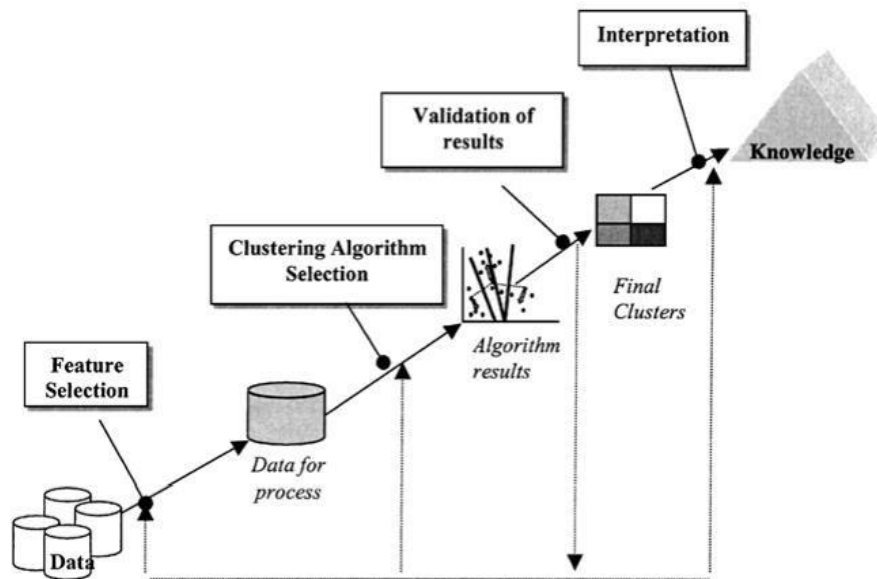 Interpretation
Validation of
results
Knowledge
Clustering Algorithm
Selection
Final
Clusters
Algorithm
results
Feature
Selection
Data for
process
Data